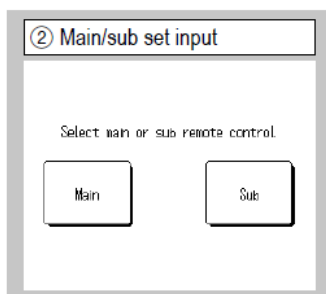 ② Main/sub set input
Select main or sub remote control.
Main
Sub